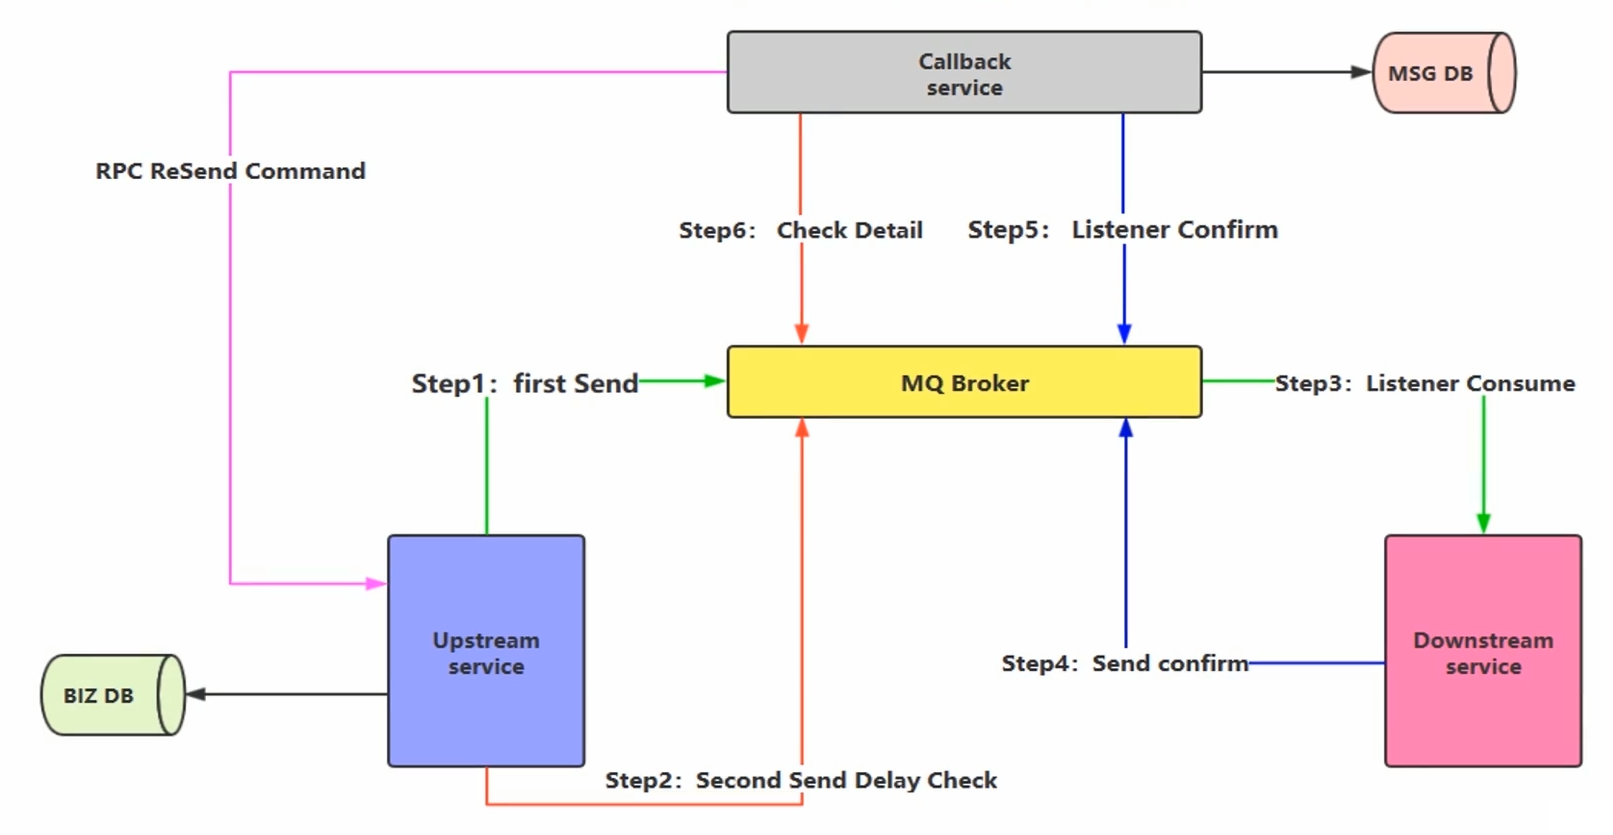 Callback
service
MSG DB
RPC ReSend Command
Step6： Check Detail
Step5： Listener Confirm
Step1：first Send
MQ Broker
Step3：Listener Consume
Upstream
service
Downstream
service
BIZ DB
Step4：Send confirm
Step2：Second Send Delay Check